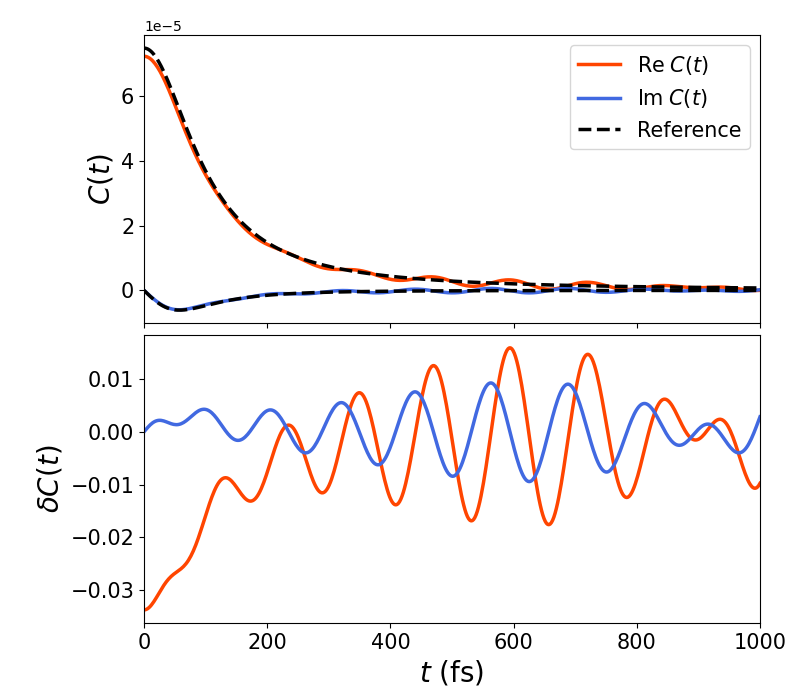 1e−5
C(t)
6
4
2
0
Re C(t)
Im C(t)
Reference
δC(t)
0.01
0.00
−0.01
−0.02
−0.03
0 200 400 600 800 1000
t (fs)